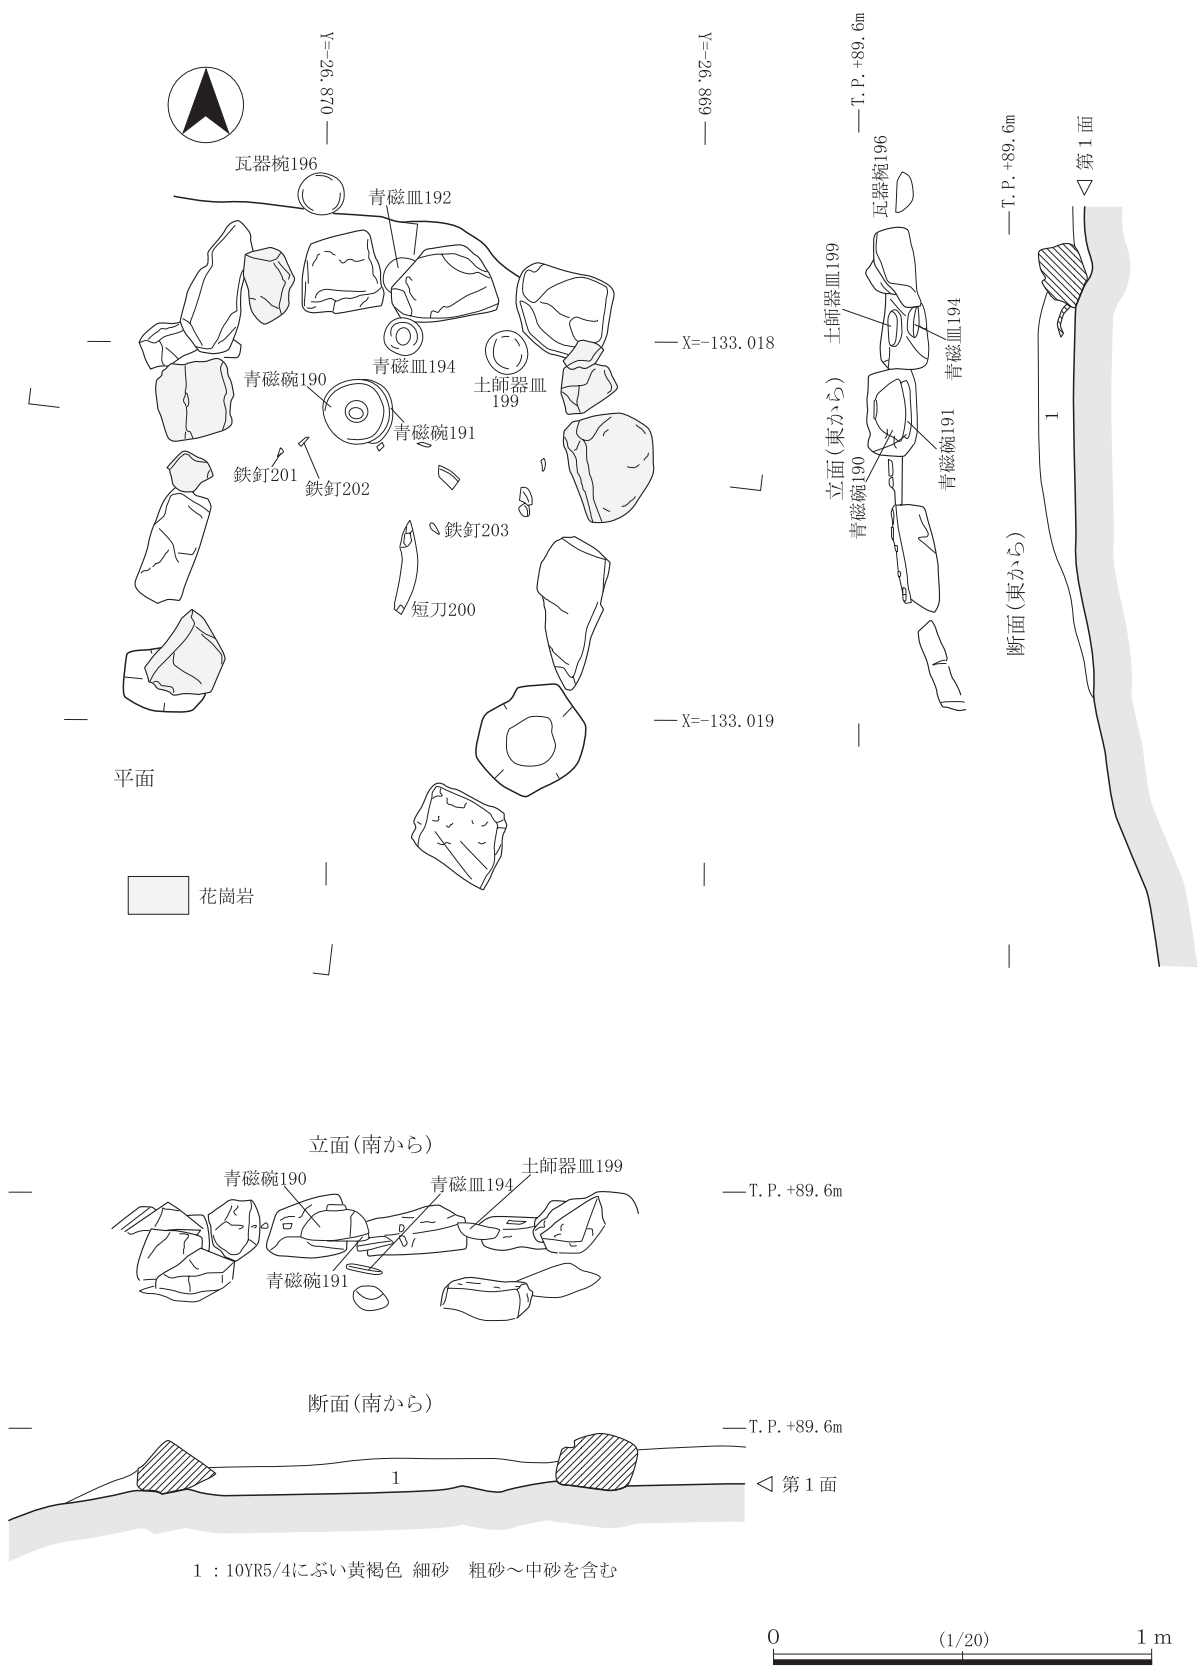 Y=-26.870
Y=-26.869
T.P.+89.6m
T.P.+89.6m
第1面
瓦器椀196
青磁皿192
瓦器椀196
土師器皿199
青磁皿194
X=-133.018
青磁皿194
青磁碗190
土師器皿
199
青磁碗191
立面(東から)
青磁碗191
青磁碗190
鉄釘201
鉄釘202
鉄釘203
短刀200
1
断面(東から)
X=-133.019
平面
花崗岩
立面(南から)
青磁碗190
青磁皿194
土師器皿199
T.P.+89.6m
青磁碗191
断面(南から)
T.P.+89.6m
1
第1面
1:10YR5/4にぶい黄褐色 細砂 粗砂～中砂を含む
0 (1/20) 1m